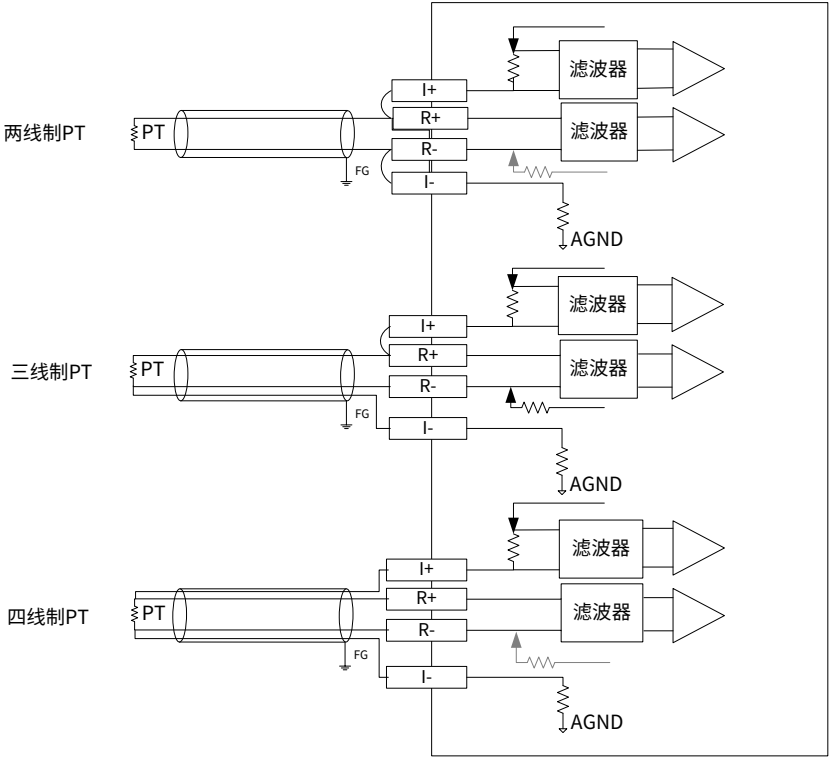 滤波器
I+
R+
滤波器
两线制PT
PT
R-
FG
I-
AGND
滤波器
I+
R+
滤波器
三线制PT
PT
R-
FG
I-
AGND
滤波器
I+
R+
滤波器
四线制PT
PT
R-
FG
I-
AGND